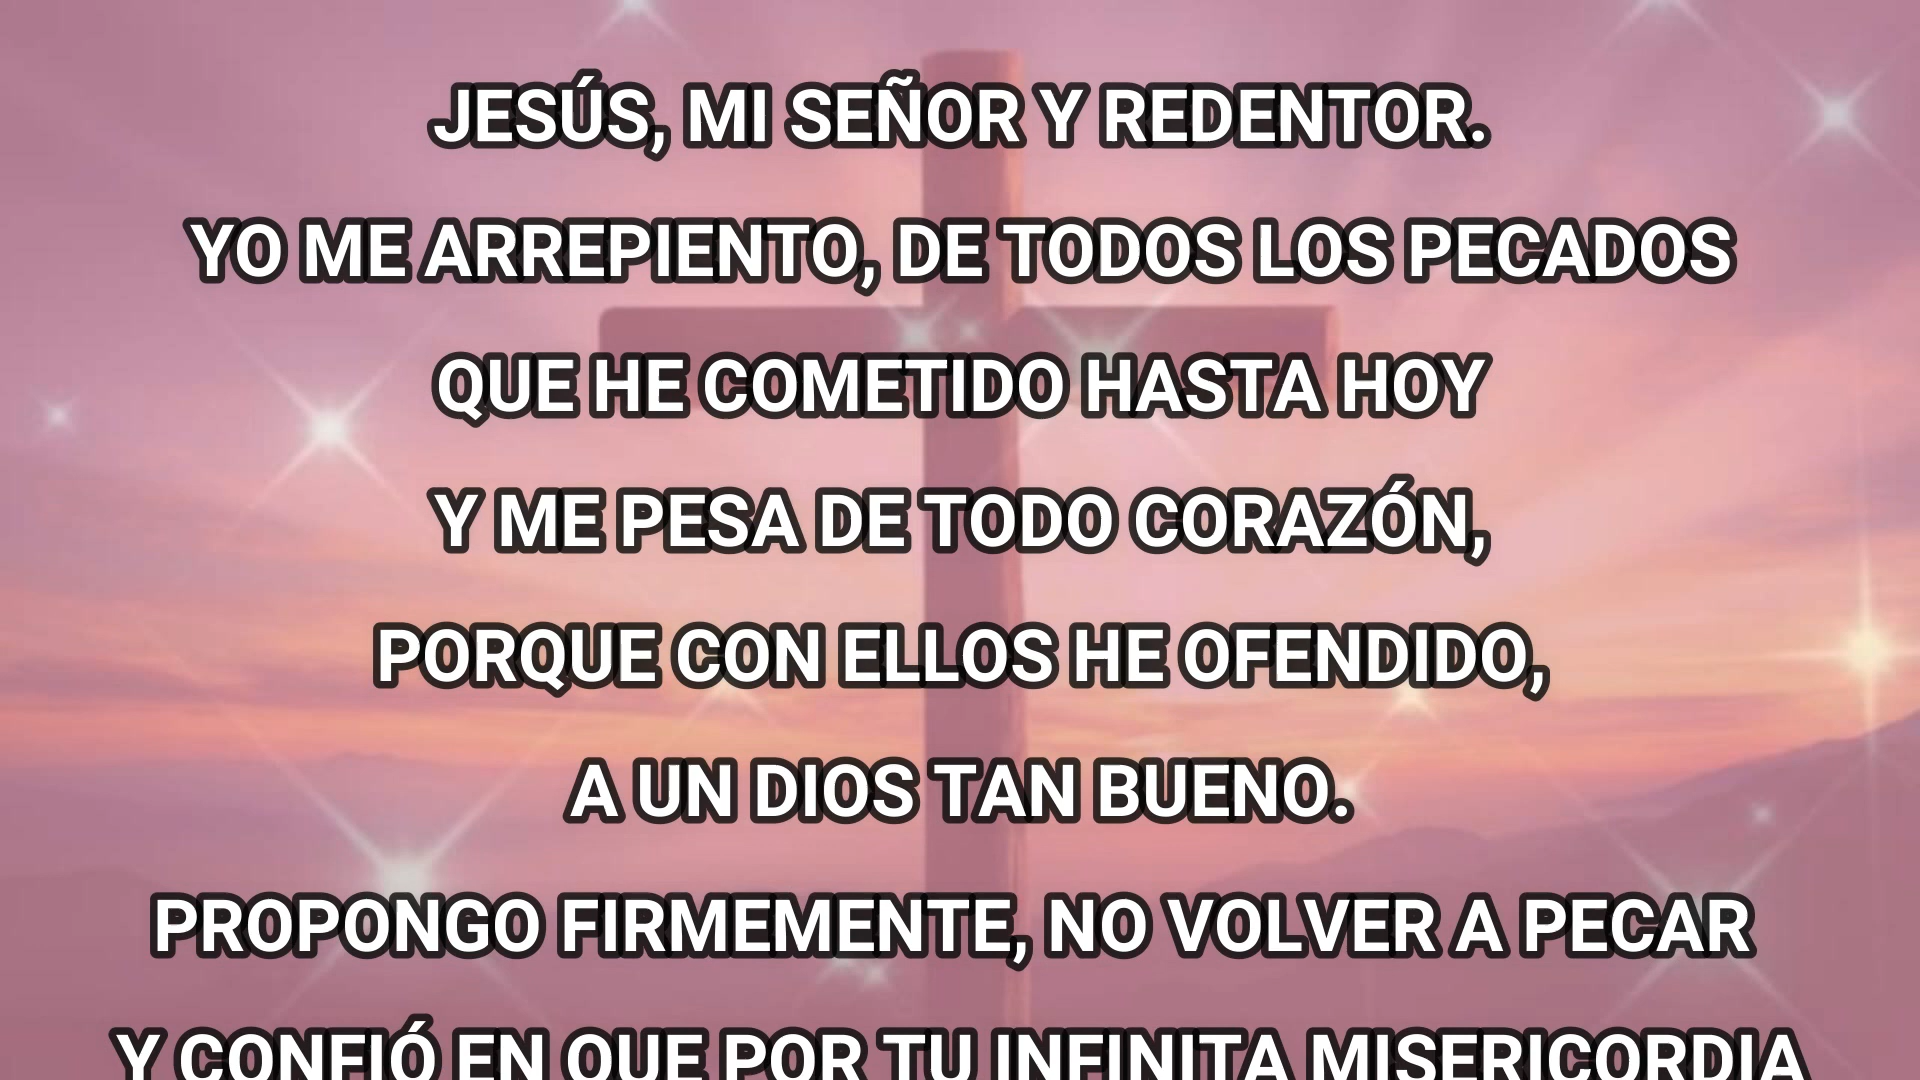 JESÚS, MI SEÑOR Y REDENTOR.
YO ME ARREPIENTO, DE TODOS LOS PECADOS
QUE HE COMETIDO HASTA HOY
Y ME PESA DE TODO CORAZÓN,
PORQUE CON ELLOS HE OFENDIDO,
A UN DIOS TAN BUENO.
PROPONGO FIRMEMENTE, NO VOLVER A PECAR
Y CONFIÓ EN QUE POR TU INFINITA MISERICORDIA